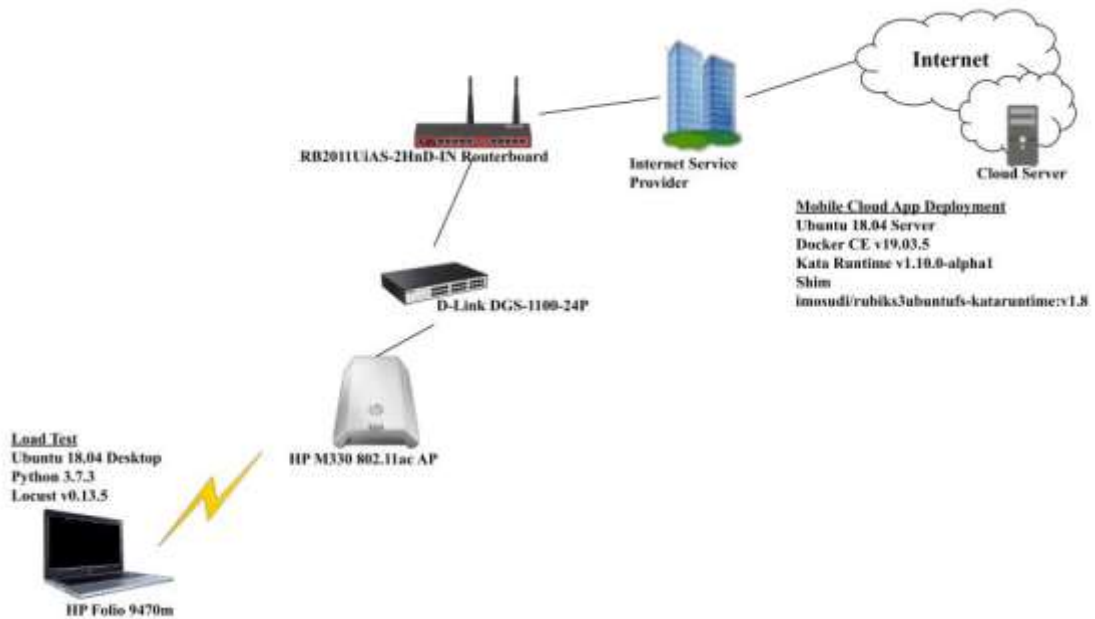 Internet
Cloud Server
RB2011UiAS-2HnD-IN Routerboard
Internet Service
Provider
Mobile Cloud App Deployment
Ubuntu 18.04 Server
Docker CE v19.03.5
Kata Runtime v1.10.0-alpha1
Shim
imosudi/rubiks3ubuntufs-kataruntime:v1.8
D-Link DGS-1100-24P
HP M330 802.11ac AP
Load Test
Ubuntu 18.04 Desktop
Python 3.7.3
Locust v0.13.5
HP Folio 9470m